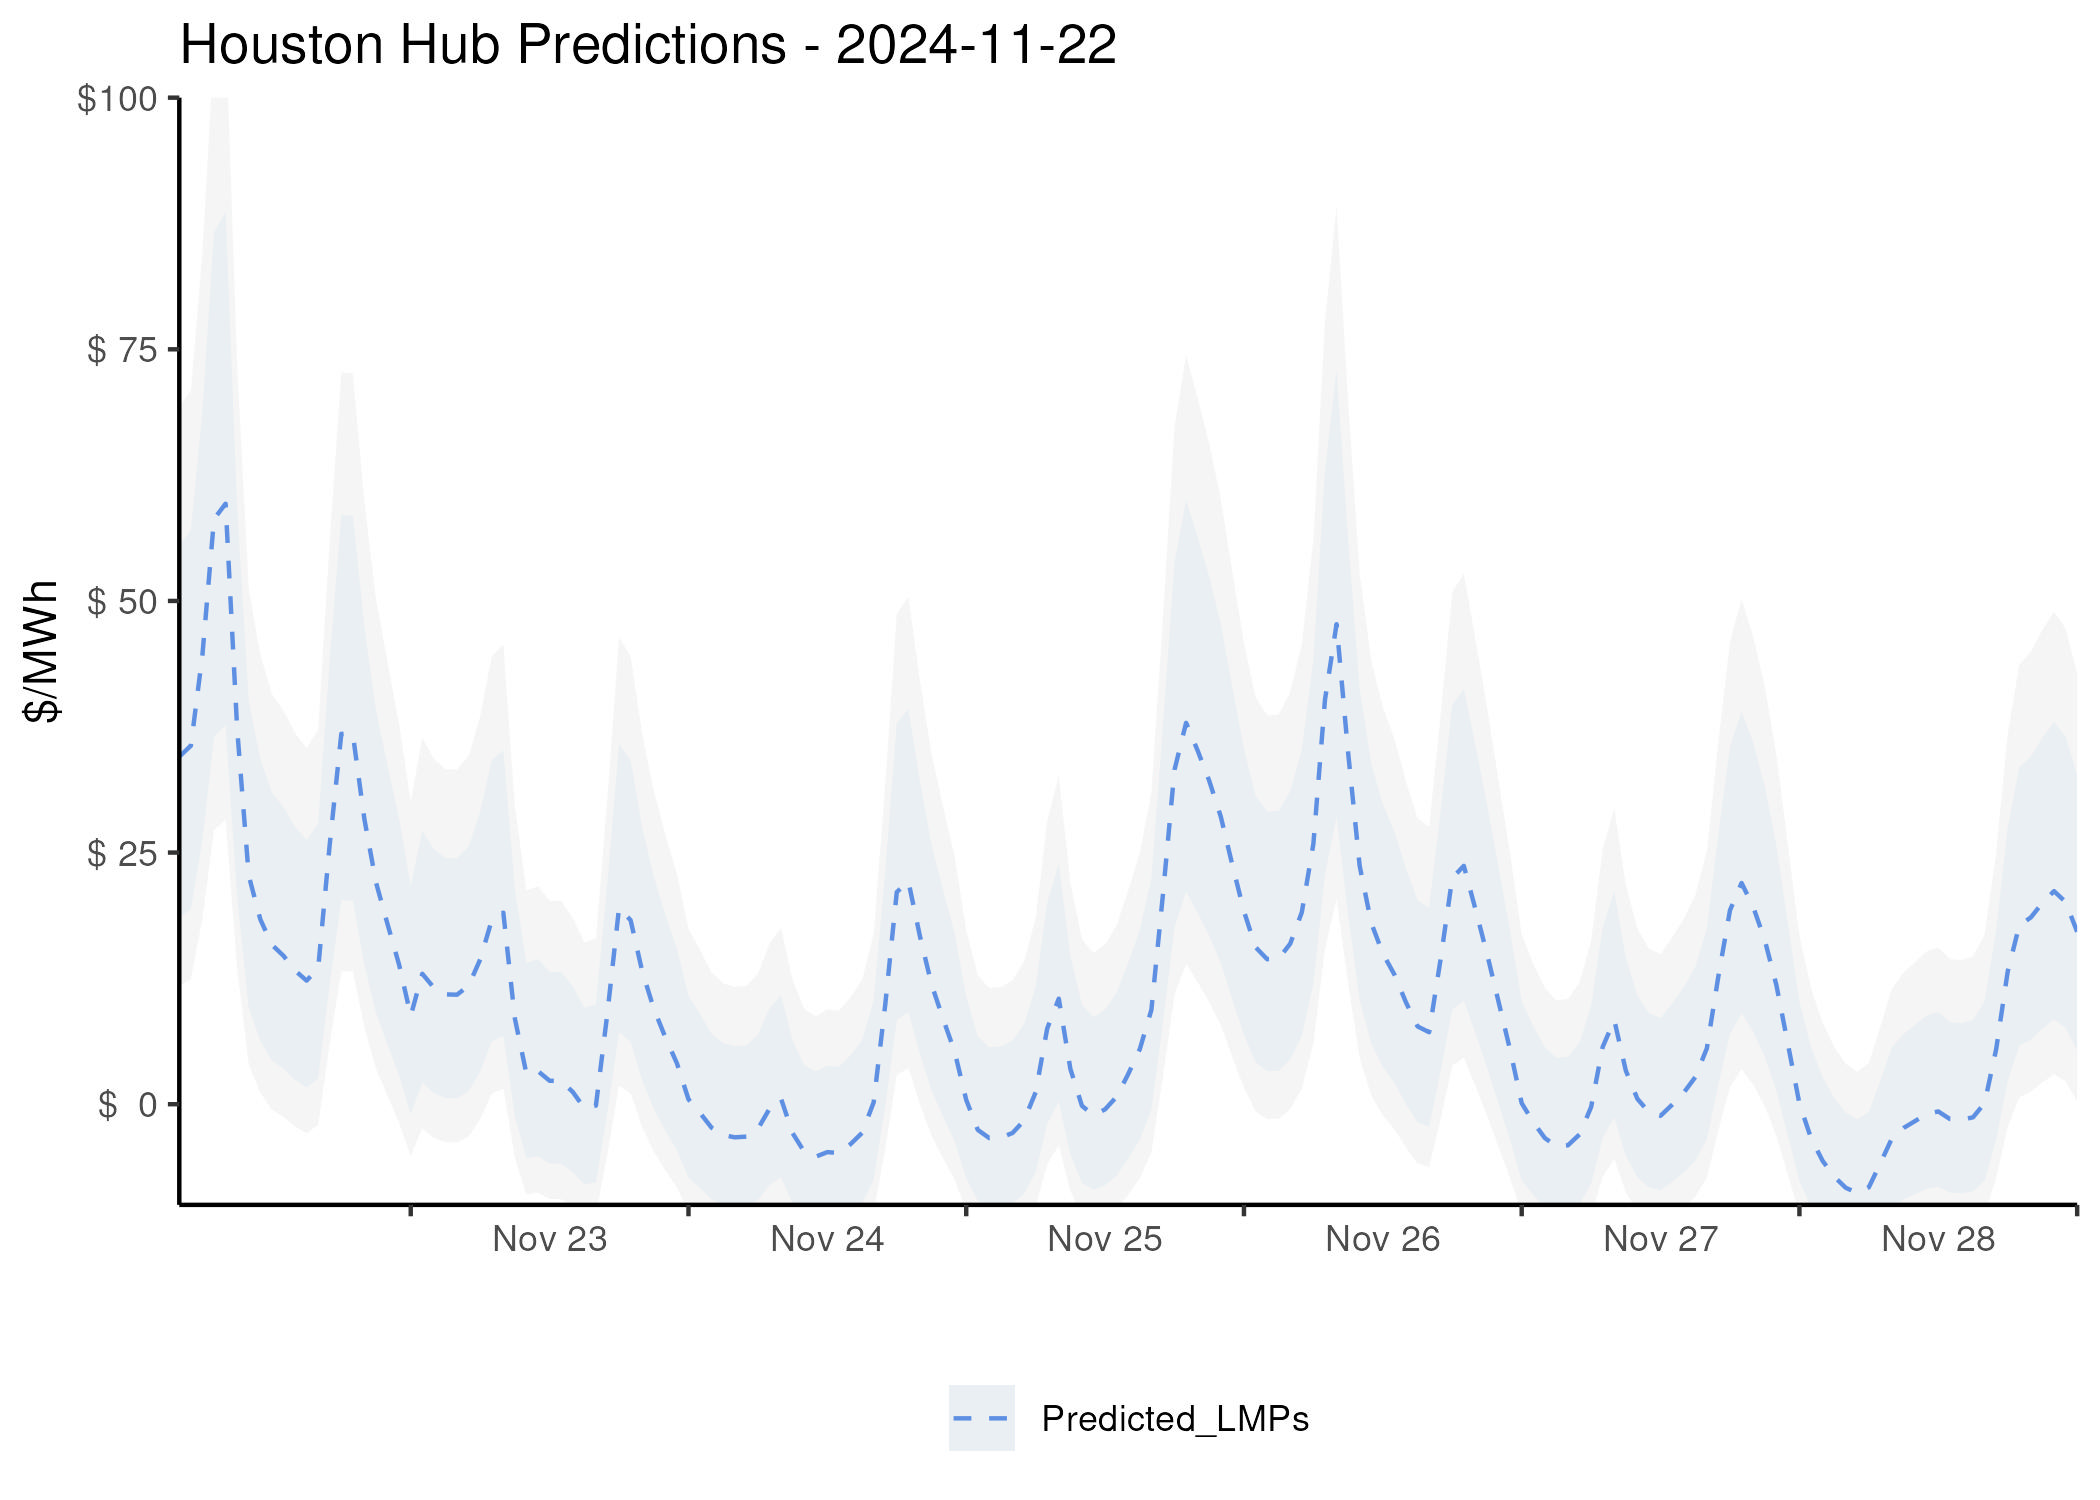 Houston Hub Predictions - 2024-11-22
$/MWh
$100
$ 75
$ 50
$ 25
$ 0
Nov 23 Nov 24 Nov 25 Nov 26 Nov 27 Nov 28
Predicted_LMPs